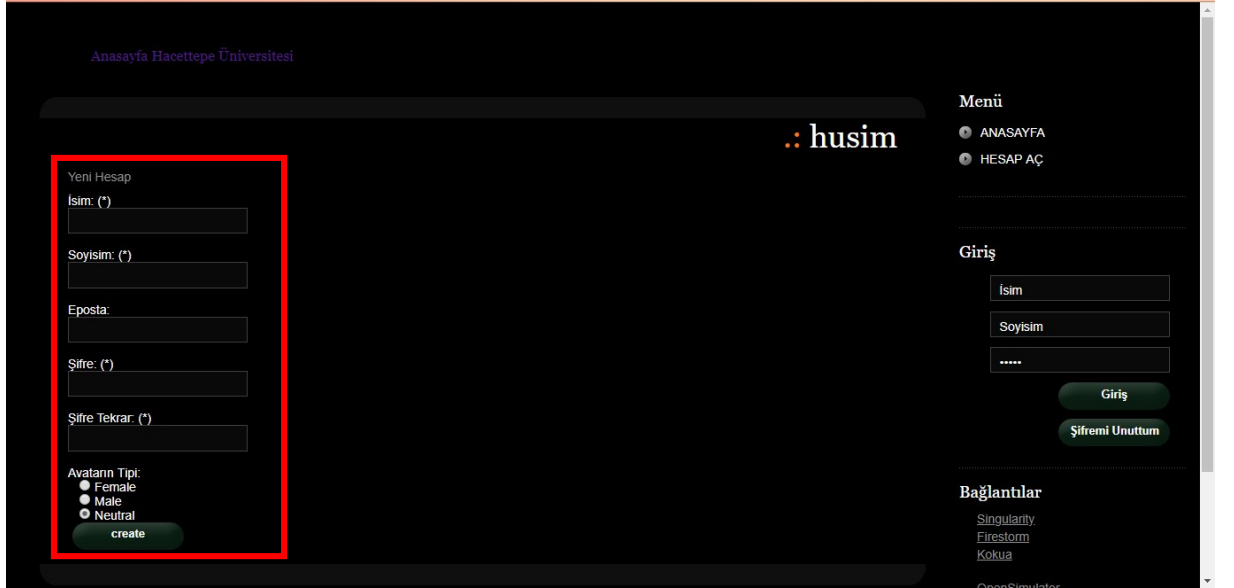 Anasayfa Hacettepe Üniversitesi
.: husim
Yeni Hesap
İsim: (*)
Soyisim: (*)
Eposta:
Şifre: (*)
Şifre Tekrar: (*)
Avatarın Tipi:
Female
Male
Neutral
create
Menü
ANASAYFA
HESAP AÇ
Giriş
İsim
Soyisim
•••••
Giriş
Şifremi Unuttum
Bağlantılar
Singularity
Firestorm
Kokua
OpenSimulator